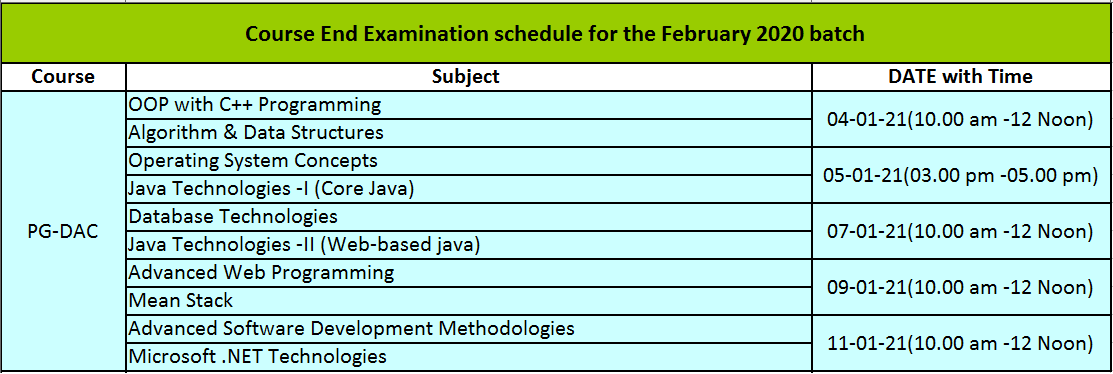 Course End Examination schedule for the February 2020 batch
Course Subject DATE with Time
OOP with C++ Programming
04-01-21(10.00 am -12 Noon)
Algorithm & Data Structures
Operating System Concepts
05-01-21(03.00 pm -05.00 pm)
Java Technologies -I (Core Java)
Database Technologies
PG-DAC
07-01-21(10.00 am -12 Noon)
Java Technologies -II (Web-based java)
Advanced Web Programming
09-01-21(10.00 am -12 Noon)
Mean Stack
Advanced Software Development Methodologies
11-01-21(10.00 am -12 Noon)
Microsoft .NET Technologies